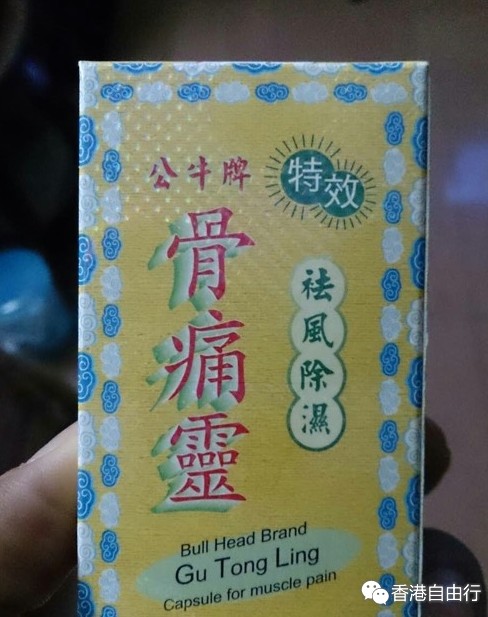 公牛牌
特效
骨痛靈
祛風除濕
Bull Head Brand
Gu Tong Ling
Capsule for muscle pain
香港自由行